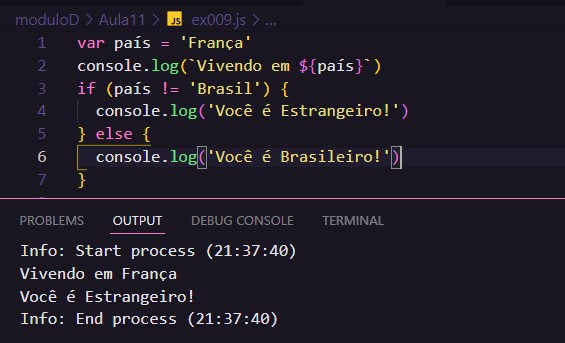 moduloD > Aula11 > JS ex009.js > ...
1 var país = 'França'
2 console.log(`Vivendo em ${país}`)
3 if (país != 'Brasil') {
4 console.log('Você é Estrangeiro!')
5 } else {
6 console.log('Você é Brasileiro!')
7 }
PROBLEMS OUTPUT DEBUG CONSOLE TERMINAL
Info: Start process (21:37:40)
Vivendo em França
Você é Estrangeiro!
Info: End process (21:37:40)